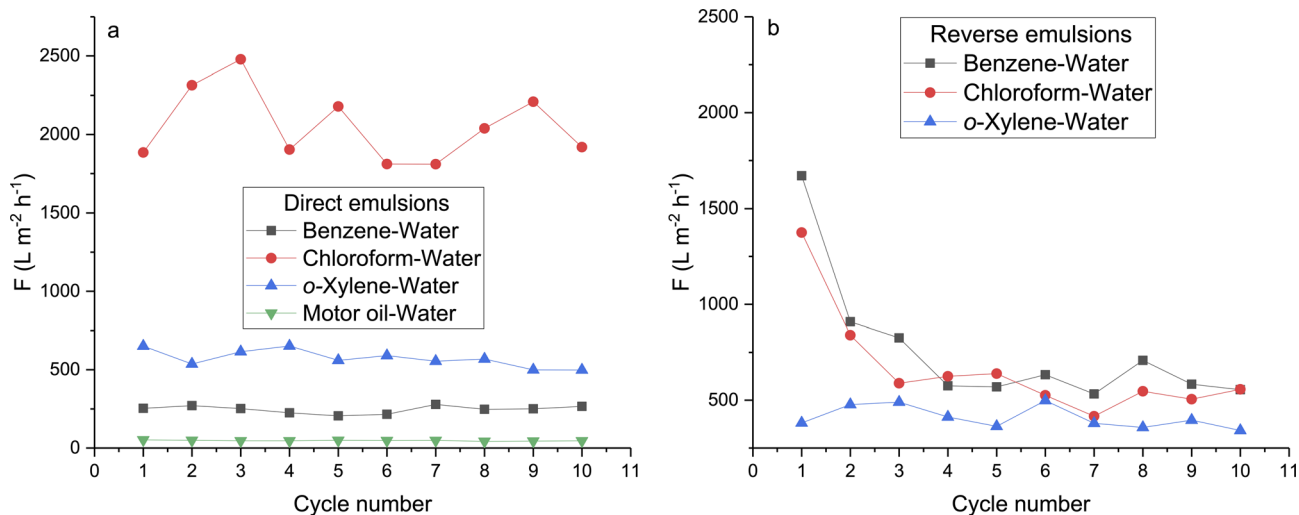 a
2500
2000
1500
1000
500
0
F (L m⁻² h⁻¹)
Direct emulsions
Benzene-Water
Chloroform-Water
o-Xylene-Water
Motor oil-Water
0 1 2 3 4 5 6 7 8 9 10 11
Cycle number
b
2500
2000
1500
1000
500
F (L m⁻² h⁻¹)
Reverse emulsions
Benzene-Water
Chloroform-Water
o-Xylene-Water
0 1 2 3 4 5 6 7 8 9 10 11
Cycle number